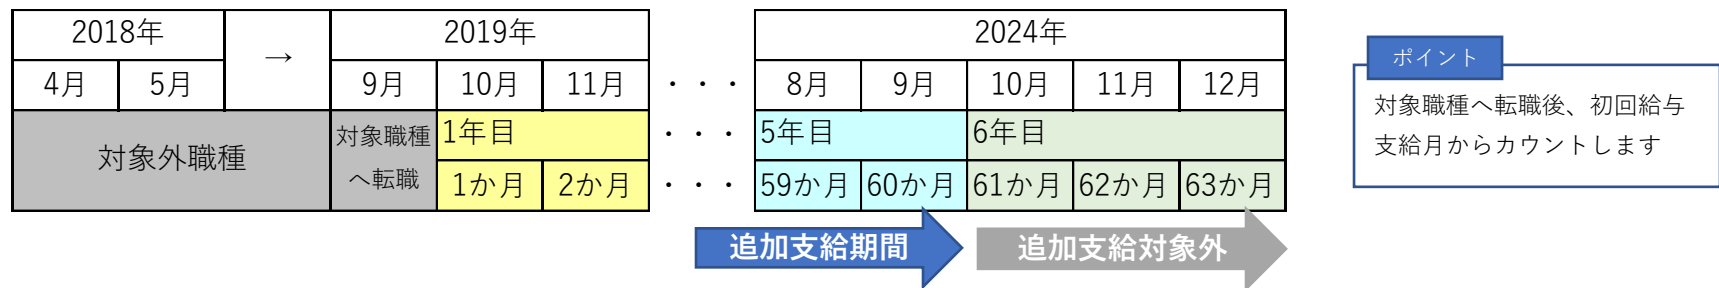 2018年 → 2019年 2024年
4月 5月 9月 10月 11月 ・・・ 8月 9月 10月 11月 12月
対象外職種 対象職種 1年目 ・・・ 5年目 6年目
へ転職 1か月 2か月 ・・・ 59か月 60か月 61か月 62か月 63か月
追加支給期間 追加支給対象外
ポイント
対象職種へ転職後、初回給与
支給月からカウントします